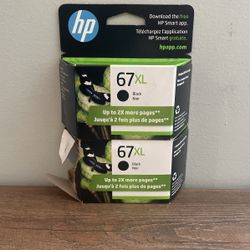 hp
Download the free
HP Smart app.
Téléchargez l'application
HP Smart gratuite.
hpapp.com
67XL
Black
Noir
Up to 2X more pages
Jusqu'à 2 fois plus de pages
67XL
Black
Noir
Up to 2X more pages
Jusqu'à 2 fois plus de pages